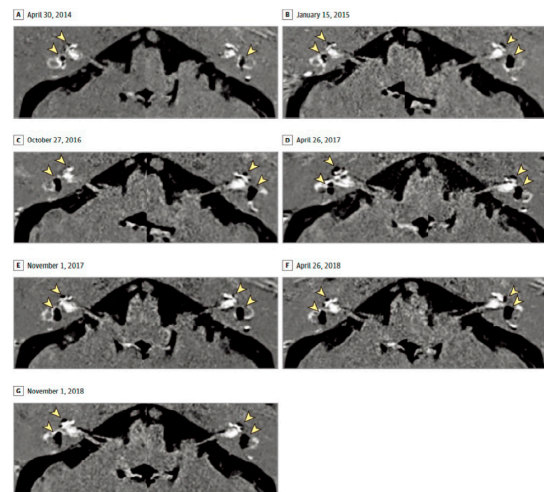 A April 30, 2014
B January 15, 2015
C October 27, 2016
D April 26, 2017
E November 1, 2017
F April 26, 2018
G November 1, 2018